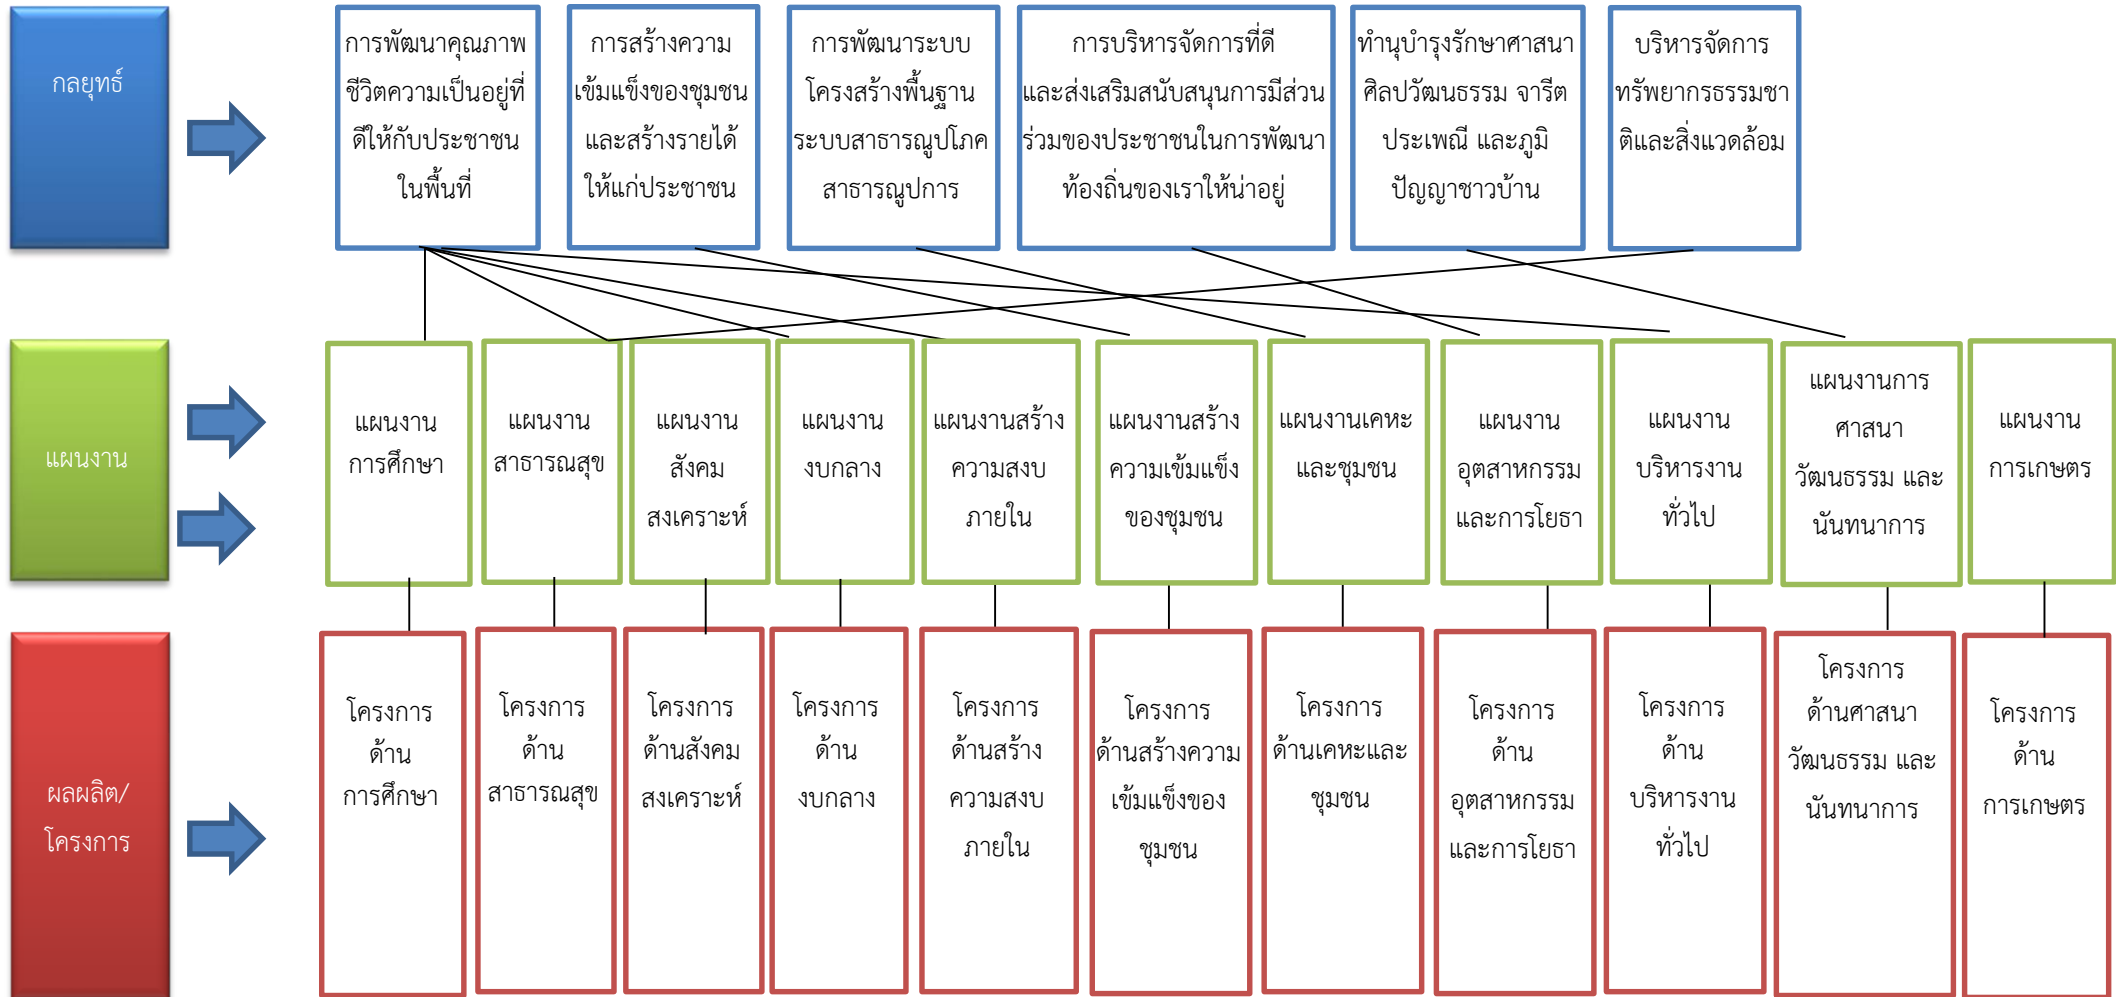 กลยุทธ์
การพัฒนาคุณภาพ
ชีวิตความเป็นอยู่ที่
ดีให้กับประชาชน
ในพื้นที่
การสร้างความ
เข้มแข็งของชุมชน
และสร้างรายได้
ให้แก่ประชาชน
การพัฒนาระบบ
โครงสร้างพื้นฐาน
ระบบสาธารณูปโภค
สาธารณูปการ
การบริหารจัดการที่ดี
และส่งเสริมสนับสนุนการมีส่วน
ร่วมของประชาชนในการพัฒนา
ท้องถิ่นของเราให้น่าอยู่
ทำนุบำรุงรักษาศาสนา
ศิลปวัฒนธรรม จารีต
ประเพณี และภูมิ
ปัญญาชาวบ้าน
บริหารจัดการ
ทรัพยากรธรรมชา
ติและสิ่งแวดล้อม
แผนงาน
แผนงาน
การศึกษา
แผนงาน
สาธารณสุข
แผนงาน
สังคม
สงเคราะห์
แผนงาน
งบกลาง
แผนงานสร้าง
ความสงบ
ภายใน
แผนงานสร้าง
ความเข้มแข็ง
ของชุมชน
แผนงานเคหะ
และชุมชน
แผนงาน
อุตสาหกรรม
และการโยธา
แผนงาน
บริหารงาน
ทั่วไป
แผนงานการ
ศาสนา
วัฒนธรรม และ
นันทนาการ
แผนงาน
การเกษตร
ผลผลิต/
โครงการ
โครงการ
ด้าน
การศึกษา
โครงการ
ด้าน
สาธารณสุข
โครงการ
ด้านสังคม
สงเคราะห์
โครงการ
ด้าน
งบกลาง
โครงการ
ด้านสร้าง
ความสงบ
ภายใน
โครงการ
ด้านสร้างความ
เข้มแข็งของ
ชุมชน
โครงการ
ด้านเคหะและ
ชุมชน
โครงการ
ด้าน
อุตสาหกรรม
และการโยธา
โครงการ
ด้าน
บริหารงาน
ทั่วไป
โครงการ
ด้านศาสนา
วัฒนธรรม และ
นันทนาการ
โครงการ
ด้าน
การเกษตร